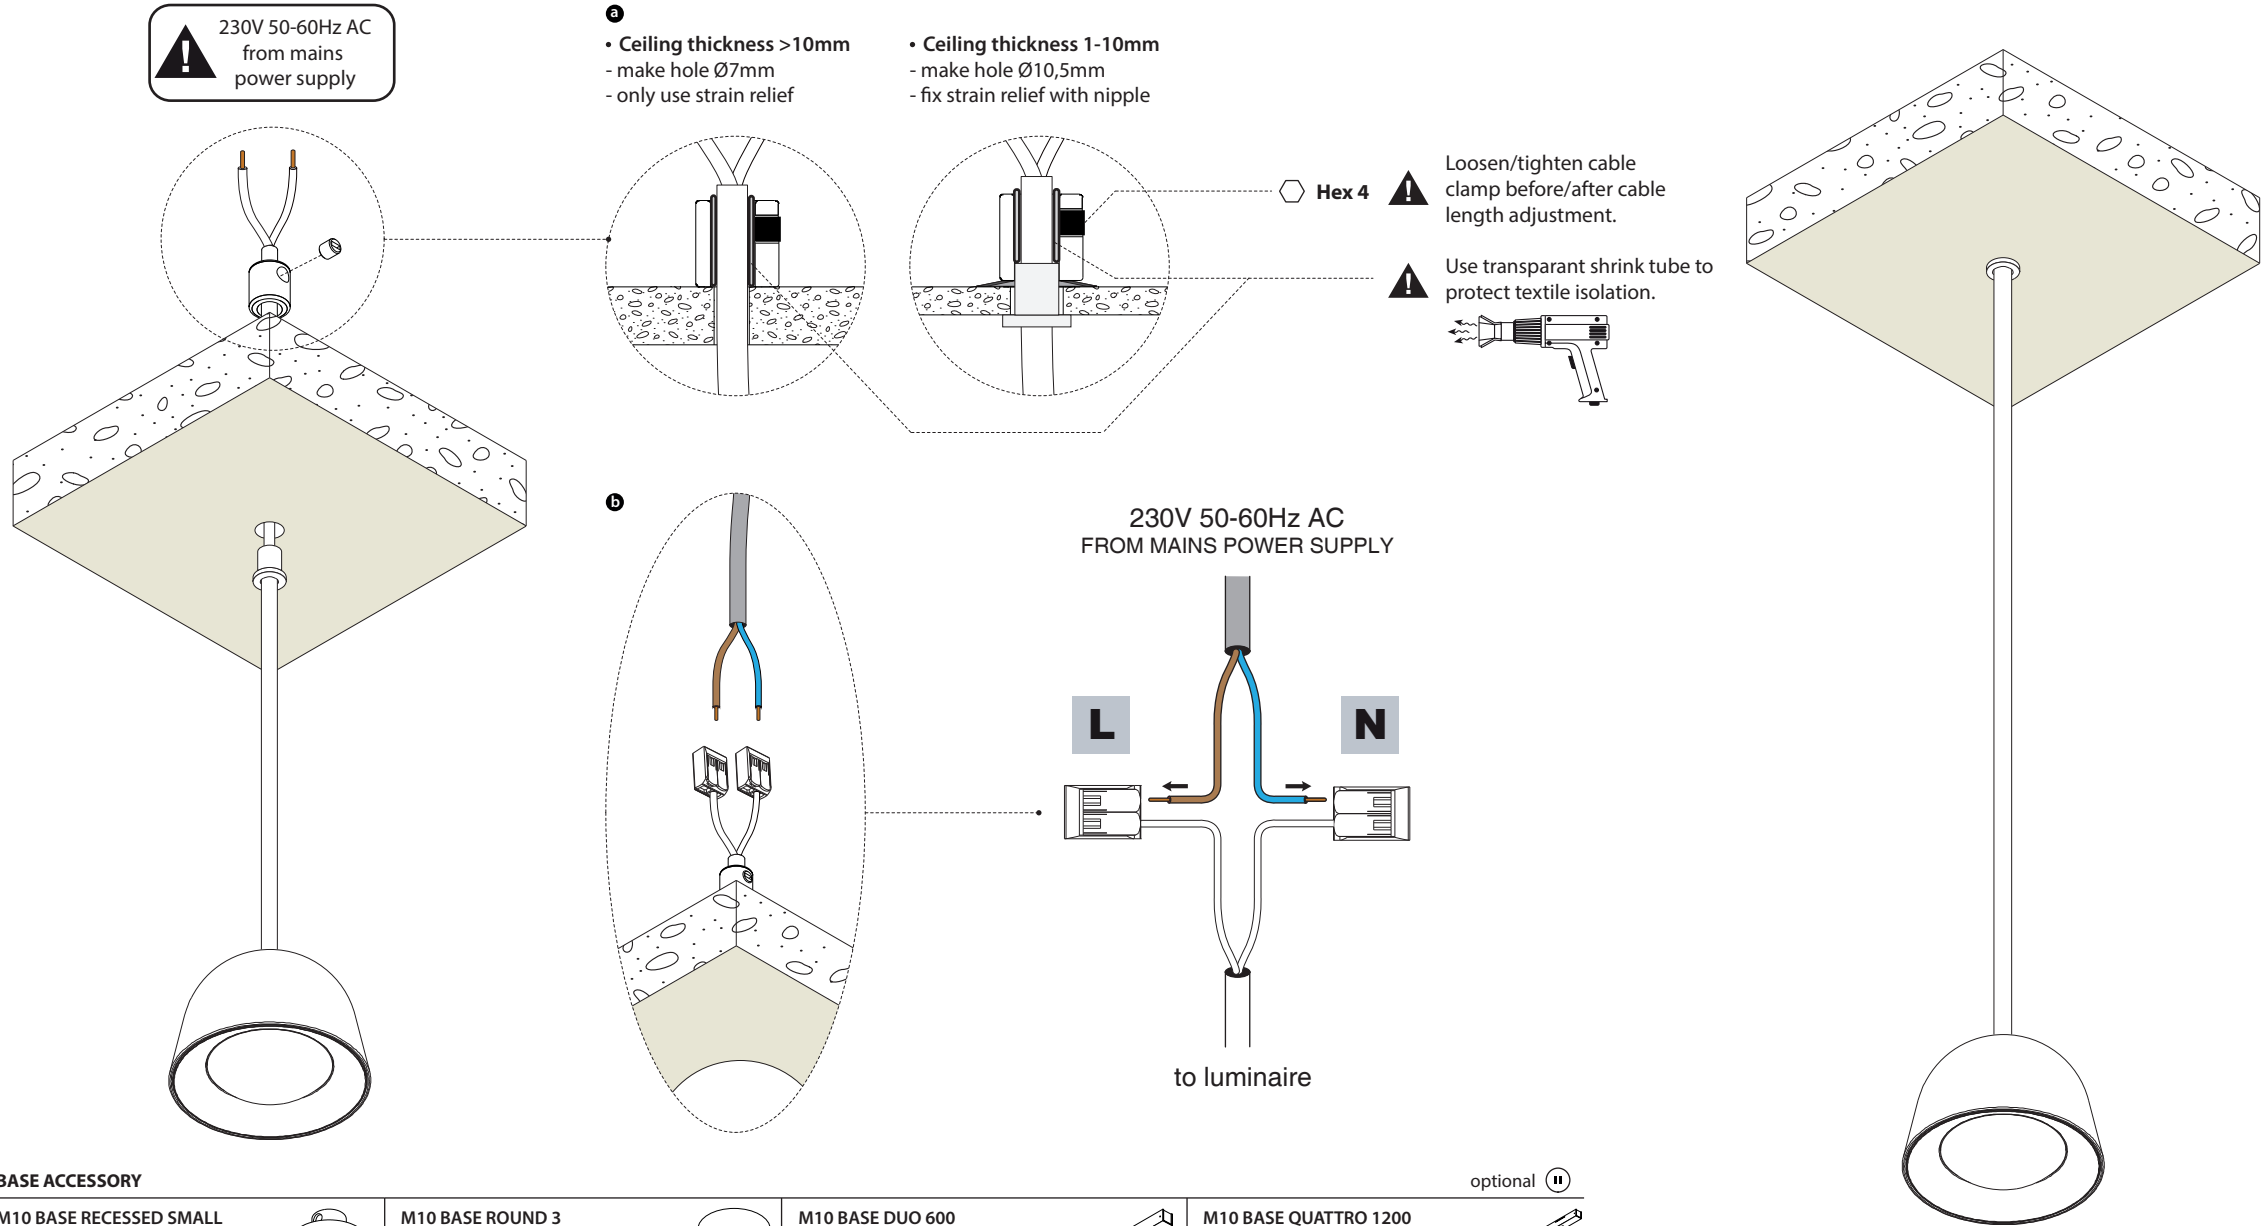 230V 50-60Hz AC
from mains
power supply
a
• Ceiling thickness >10mm
- make hole Ø7mm
- only use strain relief
• Ceiling thickness 1-10mm
- make hole Ø10,5mm
- fix strain relief with nipple
Hex 4
Loosen/tighten cable
clamp before/after cable
length adjustment.
Use transparant shrink tube to
protect textile isolation.
b
230V 50-60Hz AC
FROM MAINS POWER SUPPLY
L
N
to luminaire
BASE ACCESSORY
optional
M10 BASE RECESSED SMALL
M10 BASE ROUND 3
M10 BASE DUO 600
M10 BASE QUATTRO 1200